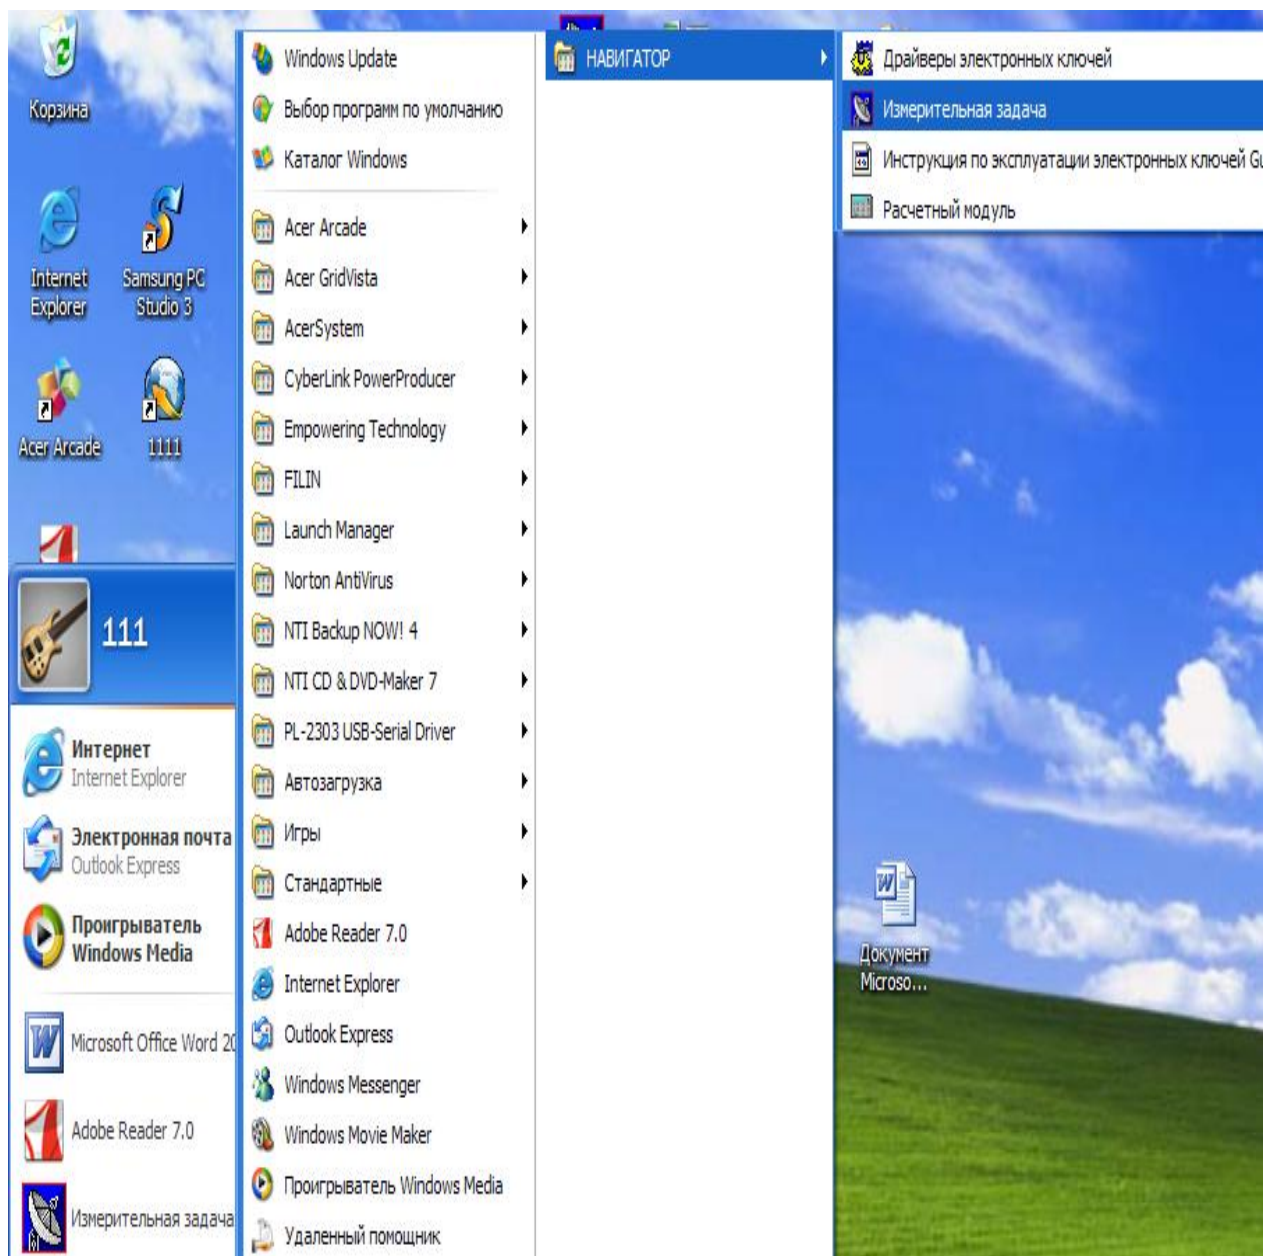 Корзина
Internet
Explorer
Samsung PC
Studio 3
Acer Arcade
1111
111
Интернет
Internet Explorer
Электронная почта
Outlook Express
Проигрыватель
Windows Media
Microsoft Office Word 20
Adobe Reader 7.0
Измерительная задача
Windows Update
Выбор программ по умолчанию
Каталог Windows
Acer Arcade
Acer GridVista
AcerSystem
CyberLink PowerProducer
Empowering Technology
FILIN
Launch Manager
Norton AntiVirus
NTI Backup NOW! 4
NTI CD & DVD-Maker 7
PL-2303 USB-Serial Driver
Автозагрузка
Игры
Стандартные
Adobe Reader 7.0
Internet Explorer
Outlook Express
Windows Messenger
Windows Movie Maker
Проигрыватель Windows Media
Удаленный помощник
НАВИГАТОР
Драйверы электронных ключей
Измерительная задача
Инструкция по эксплуатации электронных ключей Gu
Расчетный модуль
Документ
Microso...